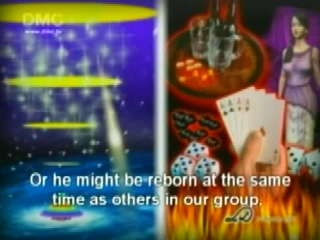 DMC
www.dmc.tv
Or he might be reborn at the same
time as others in our group.